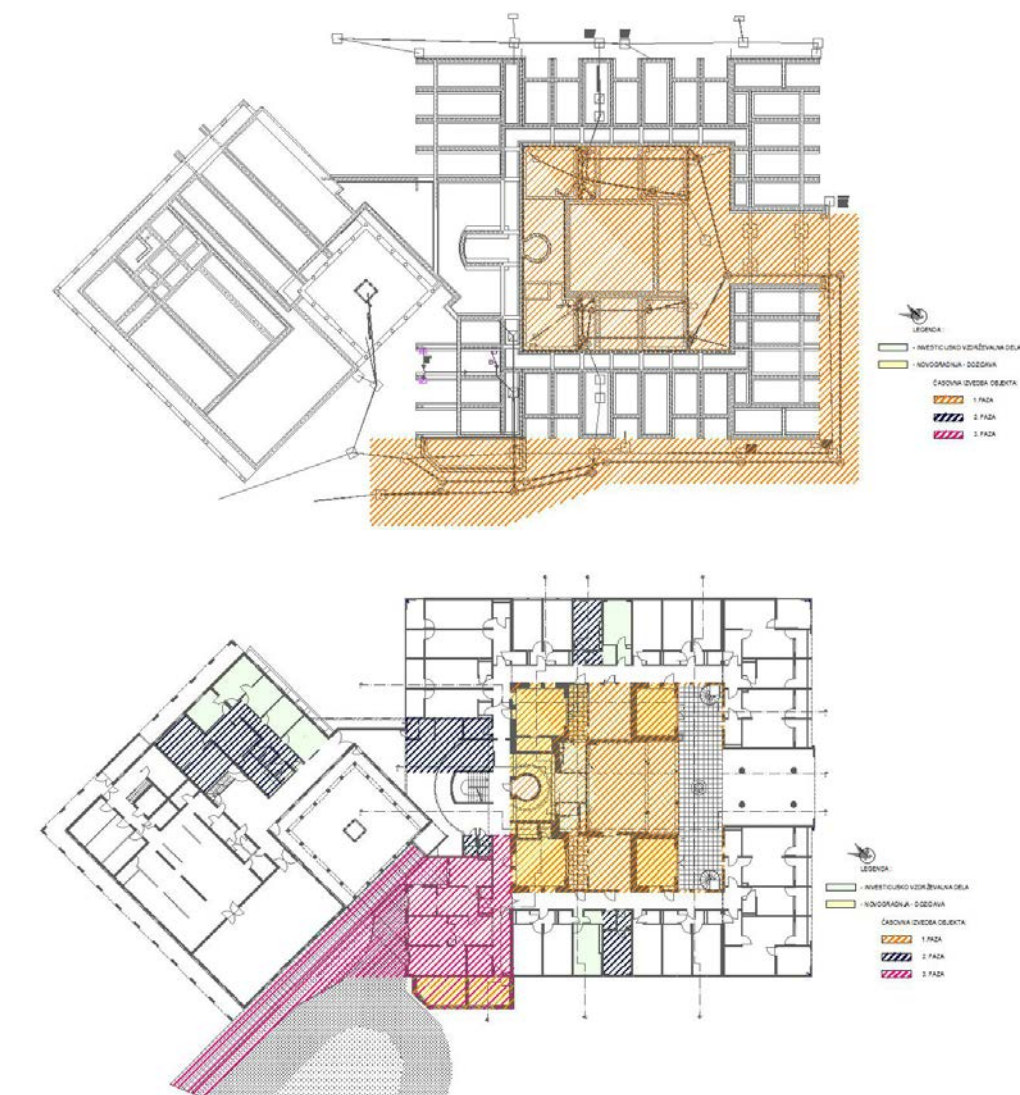 LEGENDA :
- INVESTICIJSKO VZDRŽEVALNA DELA
- NOVOGRADNJA - DOZIDAVA
ČASOVNA IZVEDBA OBJEKTA:
1. FAZA
2. FAZA
3. FAZA
LEGENDA :
- INVESTICIJSKO VZDRŽEVALNA DELA
- NOVOGRADNJA - DOZIDAVA
ČASOVNA IZVEDBA OBJEKTA:
1. FAZA
2. FAZA
3. FAZA